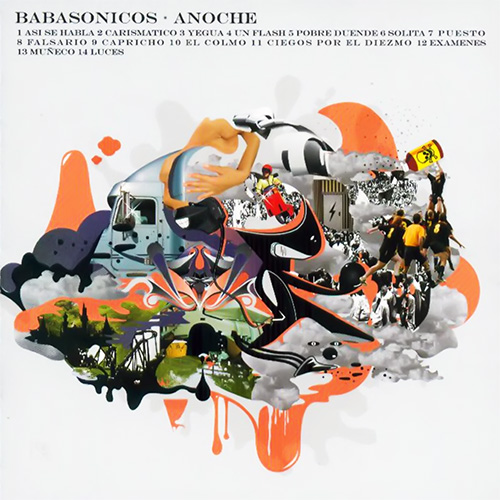 BABASONICOS · ANOCHE
1 ASI SE HABLA 2 CARISMATICO 3 YEGUA 4 UN FLASH 5 POBRE DUENDE 6 SOLITA 7 PUESTO
8 FALSARIO 9 CAPRICHO 10 EL COLMO 11 CIEGOS POR EL DIEZMO 12 EXAMENES
13 MUÑECO 14 LUCES